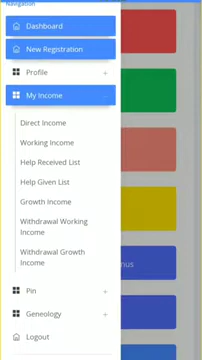 Navigation
Dashboard
New Registration
Profile +
My Income -
Direct Income
Working Income
Help Received List
Help Given List
Growth Income
Withdrawal Working
Income
Withdrawal Growth
Income
nus
Pin +
Geneology +
Logout